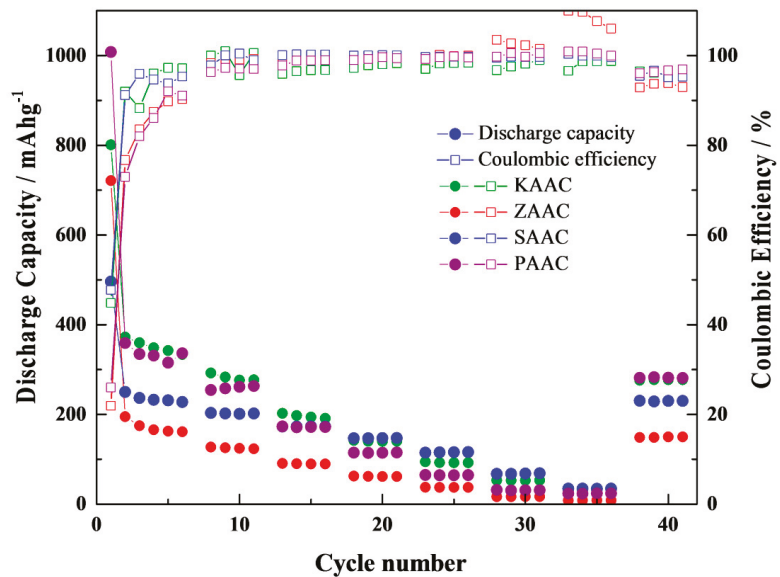 1000
800
600
400
200
0
Discharge Capacity / mAhg-1
100
80
60
40
20
0
Coulombic Efficiency / %
Discharge capacity
Coulombic efficiency
KAAC
ZAAC
SAAC
PAAC
0 10 20 30 40
Cycle number